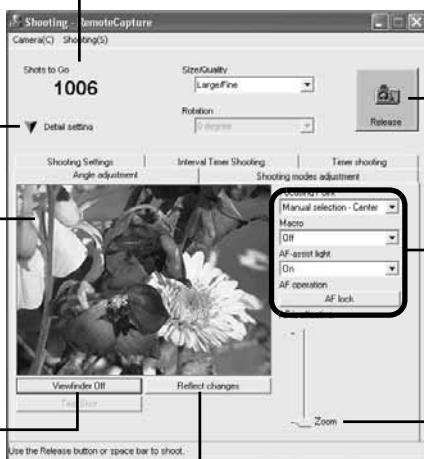 Shooting - RemoteCapture
Camera(C) Shooting(S)
Shots to Go
1006
Size/Quality
Large/Fine
Rotation
0 degree
Release
Detail setting
Shooting Settings
Interval Timer Shooting
Timer shooting
Angle adjustment
Shooting modes adjustment
Manual selection - Center
Macro
Off
AF-assist light
On
AF operation
AF lock
Viewfinder Off
Reflect changes
Zoom
Use the Release button or space bar to shoot.